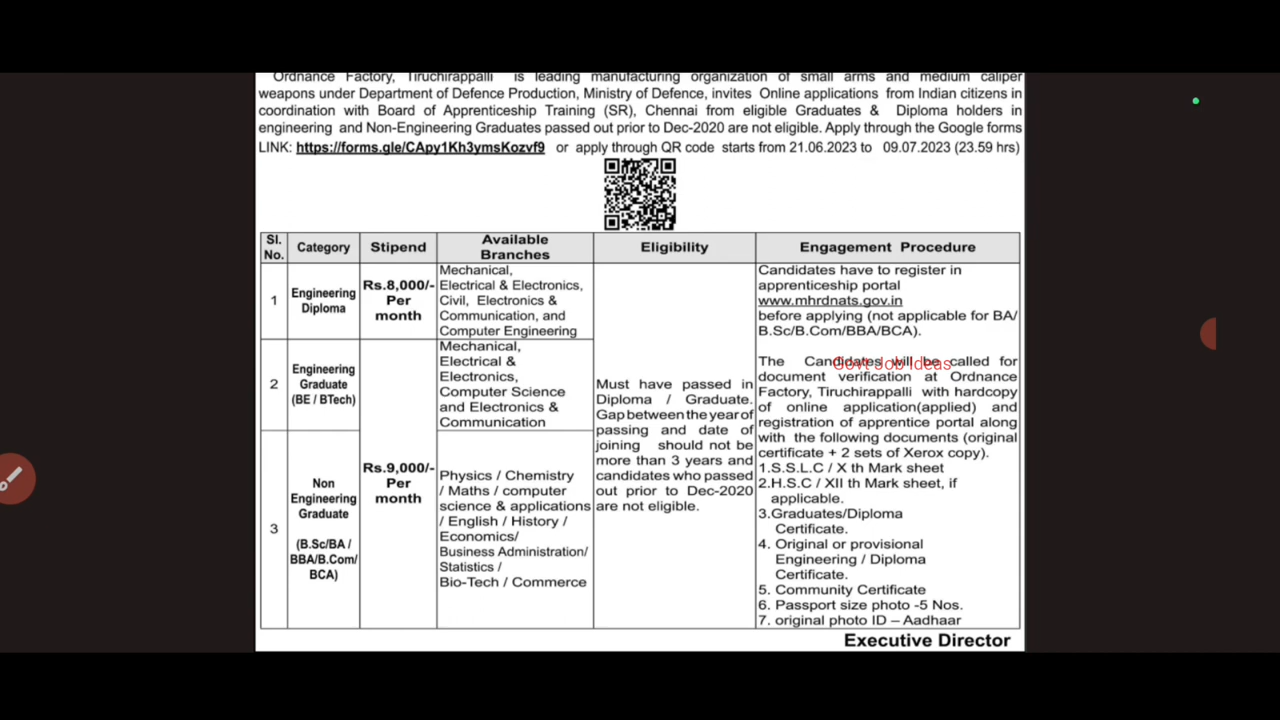 Ordnance Factory, Tiruchirappalli is leading manufacturing organization of small arms and medium caliper
weapons under Department of Defence Production, Ministry of Defence, invites Online applications from Indian citizens in
coordination with Board of Apprenticeship Training (SR), Chennai from eligible Graduates & Diploma holders in
engineering and Non-Engineering Graduates passed out prior to Dec-2020 are not eligible. Apply through the Google forms
LINK: https://forms.gle/CApy1Kh3ymsKozvf9 or apply through QR code starts from 21.06.2023 to 09.07.2023 (23.59 hrs)
Sl. No.
Category
Stipend
Available
Branches
Eligibility
Engagement Procedure
1
Engineering
Diploma
Rs.8,000/-
Per
month
Mechanical,
Electrical & Electronics,
Civil, Electronics &
Communication, and
Computer Engineering
2
Engineering
Graduate
(BE / BTech)
Mechanical,
Electrical &
Electronics,
Computer Science
and Electronics &
Communication
3
Non
Engineering
Graduate
(B.Sc/BA /
BBA/B.Com/
BCA)
Rs.9,000/-
Per
month
Physics / Chemistry
/ Maths / computer
science & applications
/ English / History /
Economics/
Business Administration/
Statistics /
Bio-Tech / Commerce
Must have passed in
Diploma / Graduate.
Gap between the year of
passing and date of
joining should not be
more than 3 years and
candidates who passed
out prior to Dec-2020
are not eligible.
Candidates have to register in
apprenticeship portal
www.mhrdnats.gov.in
before applying (not applicable for BA/
B.Sc/B.Com/BBA/BCA).
The Candidates will be called for
Govt Job Ideas
document verification at Ordnance
Factory, Tiruchirappalli with hardcopy
of online application(applied) and
registration of apprentice portal along
with the following documents (original
certificate + 2 sets of Xerox copy).
1.S.S.L.C / X th Mark sheet
2.H.S.C / XII th Mark sheet, if
applicable.
3.Graduates/Diploma
Certificate.
4. Original or provisional
Engineering / Diploma
Certificate.
5. Community Certificate
6. Passport size photo -5 Nos.
7. original photo ID – Aadhaar
Executive Director